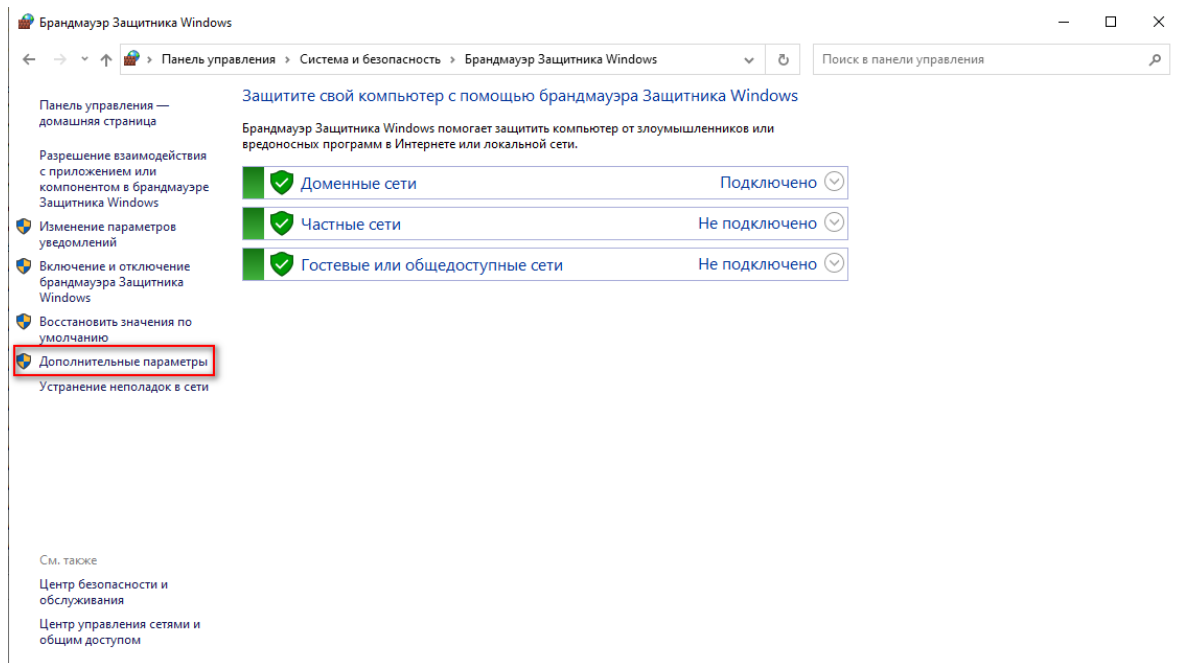 Брандмауэр Защитника Windows
Панель управления › Система и безопасность › Брандмауэр Защитника Windows
Поиск в панели управления
Панель управления —
домашняя страница
Разрешение взаимодействия
с приложением или
компонентом в брандмауэре
Защитника Windows
Изменение параметров
уведомлений
Включение и отключение
брандмауэра Защитника
Windows
Восстановить значения по
умолчанию
Дополнительные параметры
Устранение неполадок в сети
См. также
Центр безопасности и
обслуживания
Центр управления сетями и
общим доступом
Защитите свой компьютер с помощью брандмауэра Защитника Windows
Брандмауэр Защитника Windows помогает защитить компьютер от злоумышленников или
вредоносных программ в Интернете или локальной сети.
Доменные сети Подключено
Частные сети Не подключено
Гостевые или общедоступные сети Не подключено